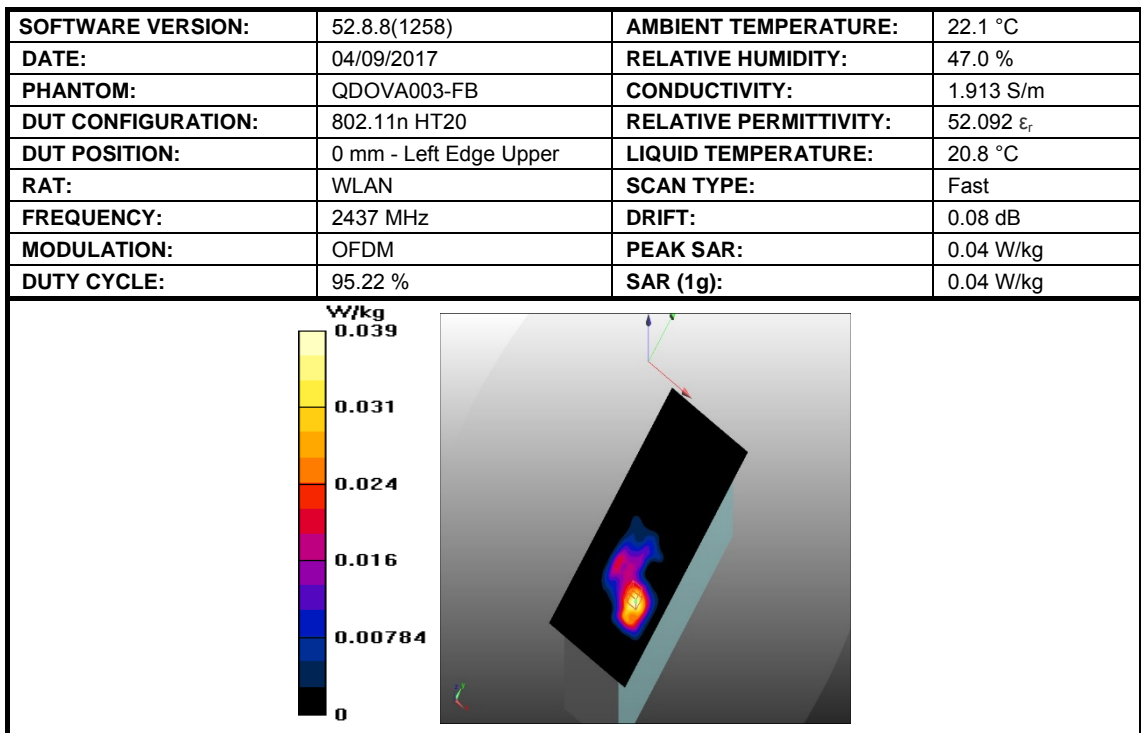 SOFTWARE VERSION: 52.8.8(1258) AMBIENT TEMPERATURE: 22.1 °C
DATE: 04/09/2017 RELATIVE HUMIDITY: 47.0 %
PHANTOM: QDOVA003-FB CONDUCTIVITY: 1.913 S/m
DUT CONFIGURATION: 802.11n HT20 RELATIVE PERMITTIVITY: 52.092 εᵣ
DUT POSITION: 0 mm - Left Edge Upper LIQUID TEMPERATURE: 20.8 °C
RAT: WLAN SCAN TYPE: Fast
FREQUENCY: 2437 MHz DRIFT: 0.08 dB
MODULATION: OFDM PEAK SAR: 0.04 W/kg
DUTY CYCLE: 95.22 % SAR (1g): 0.04 W/kg
W/kg
0.039
0.031
0.024
0.016
0.00784
0